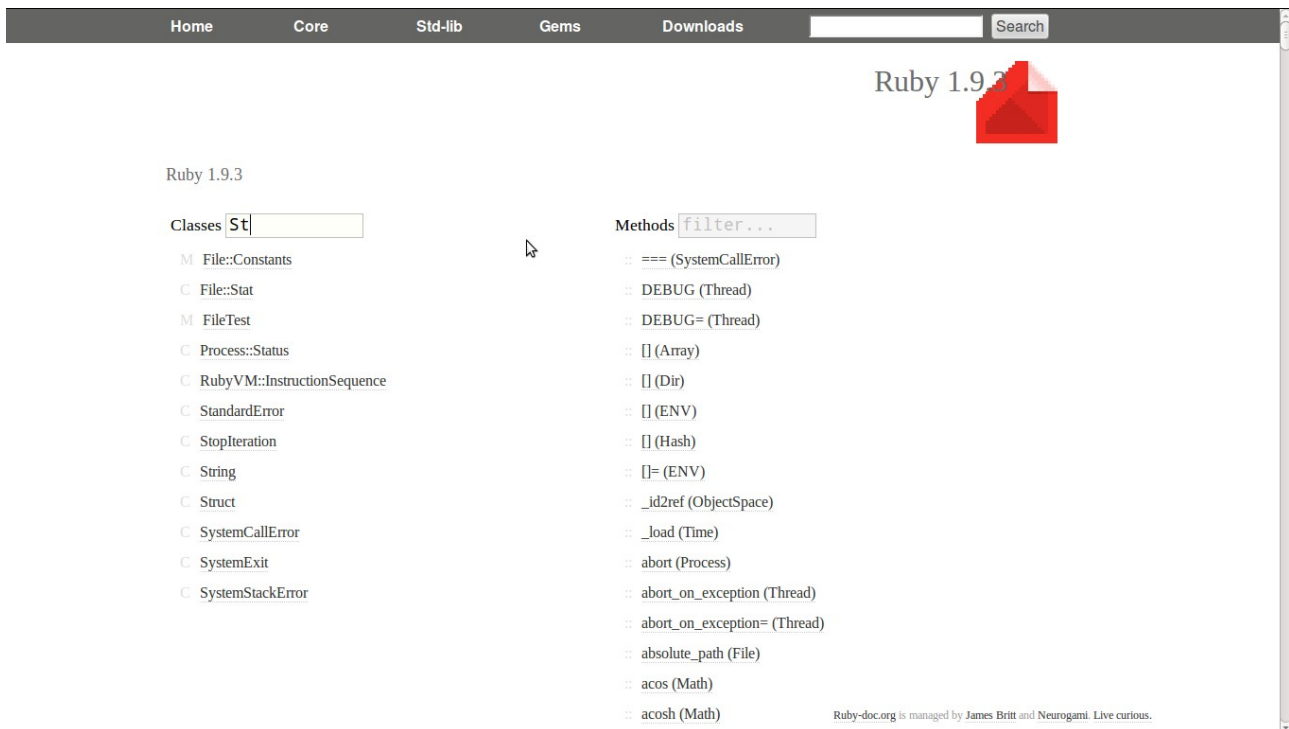 Home Core Std-lib Gems Downloads Search
Ruby 1.9.3
Ruby 1.9.3
Classes St
M File::Constants
C File::Stat
M FileTest
C Process::Status
C RubyVM::InstructionSequence
C StandardError
C StopIteration
C String
C Struct
C SystemCallError
C SystemExit
C SystemStackError
Methods filter...
:: === (SystemCallError)
:: DEBUG (Thread)
:: DEBUG= (Thread)
:: [] (Array)
:: [] (Dir)
:: [] (ENV)
:: [] (Hash)
:: []= (ENV)
:: _id2ref (ObjectSpace)
:: _load (Time)
:: abort (Process)
:: abort_on_exception (Thread)
:: abort_on_exception= (Thread)
:: absolute_path (File)
:: acos (Math)
:: acosh (Math)
Ruby-doc.org is managed by James Britt and Neurogami. Live curious.